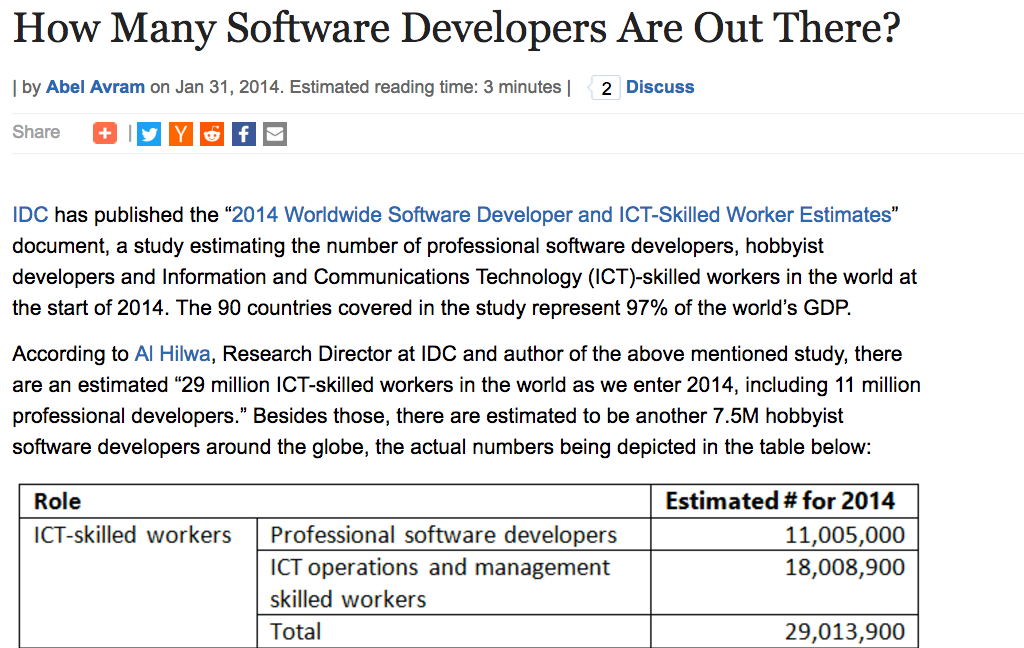 How Many Software Developers Are Out There?
| by Abel Avram on Jan 31, 2014. Estimated reading time: 3 minutes | 2 Discuss
Share + |
IDC has published the “2014 Worldwide Software Developer and ICT-Skilled Worker Estimates”
document, a study estimating the number of professional software developers, hobbyist
developers and Information and Communications Technology (ICT)-skilled workers in the world at
the start of 2014. The 90 countries covered in the study represent 97% of the world’s GDP.
According to Al Hilwa, Research Director at IDC and author of the above mentioned study, there
are an estimated “29 million ICT-skilled workers in the world as we enter 2014, including 11 million
professional developers.” Besides those, there are estimated to be another 7.5M hobbyist
software developers around the globe, the actual numbers being depicted in the table below:
Role Estimated # for 2014
ICT-skilled workers Professional software developers 11,005,000
ICT operations and management 18,008,900
skilled workers
Total 29,013,900